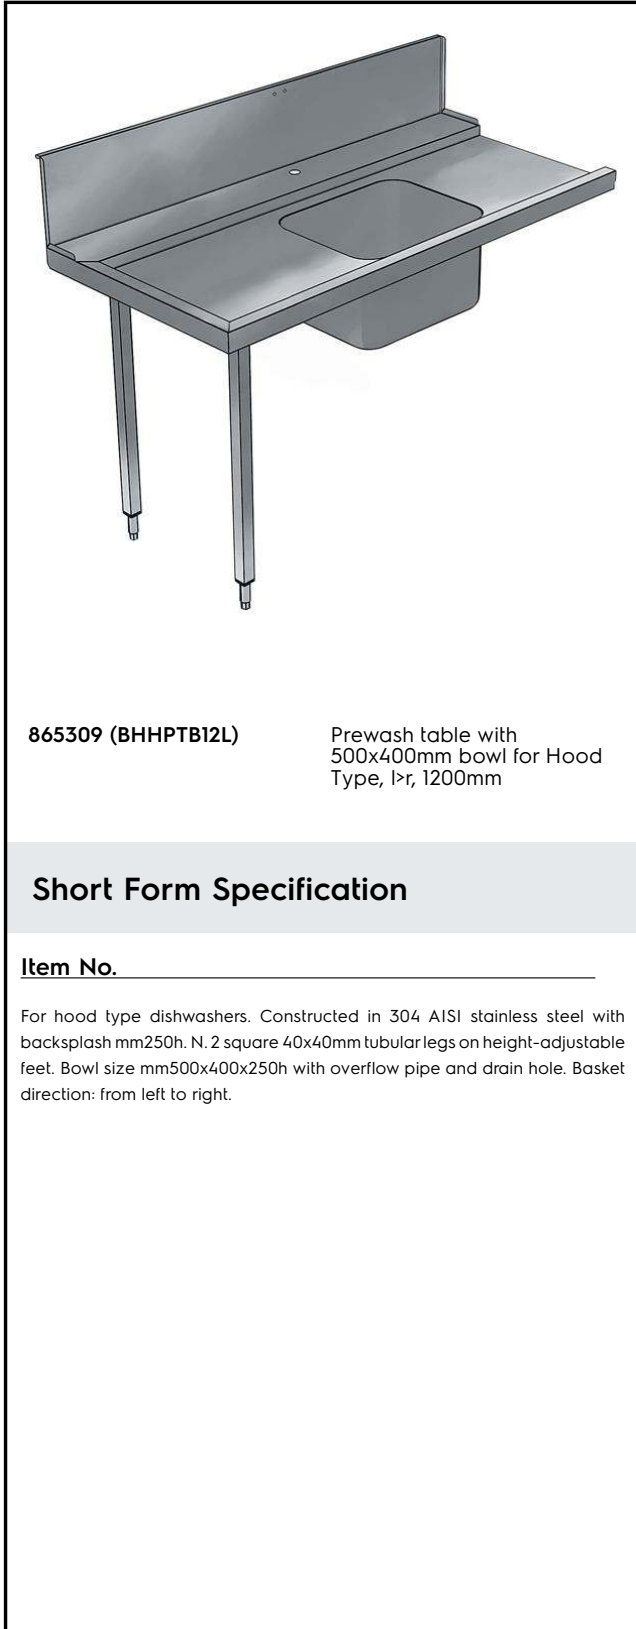 865309 (BHHPTB12L)
Prewash table with
500x400mm bowl for Hood
Type, l>r, 1200mm
Short Form Specification
Item No.
For hood type dishwashers. Constructed in 304 AISI stainless steel with
backsplash mm250h. N. 2 square 40x40mm tubular legs on height-adjustable
feet. Bowl size mm500x400x250h with overflow pipe and drain hole. Basket
direction: from left to right.